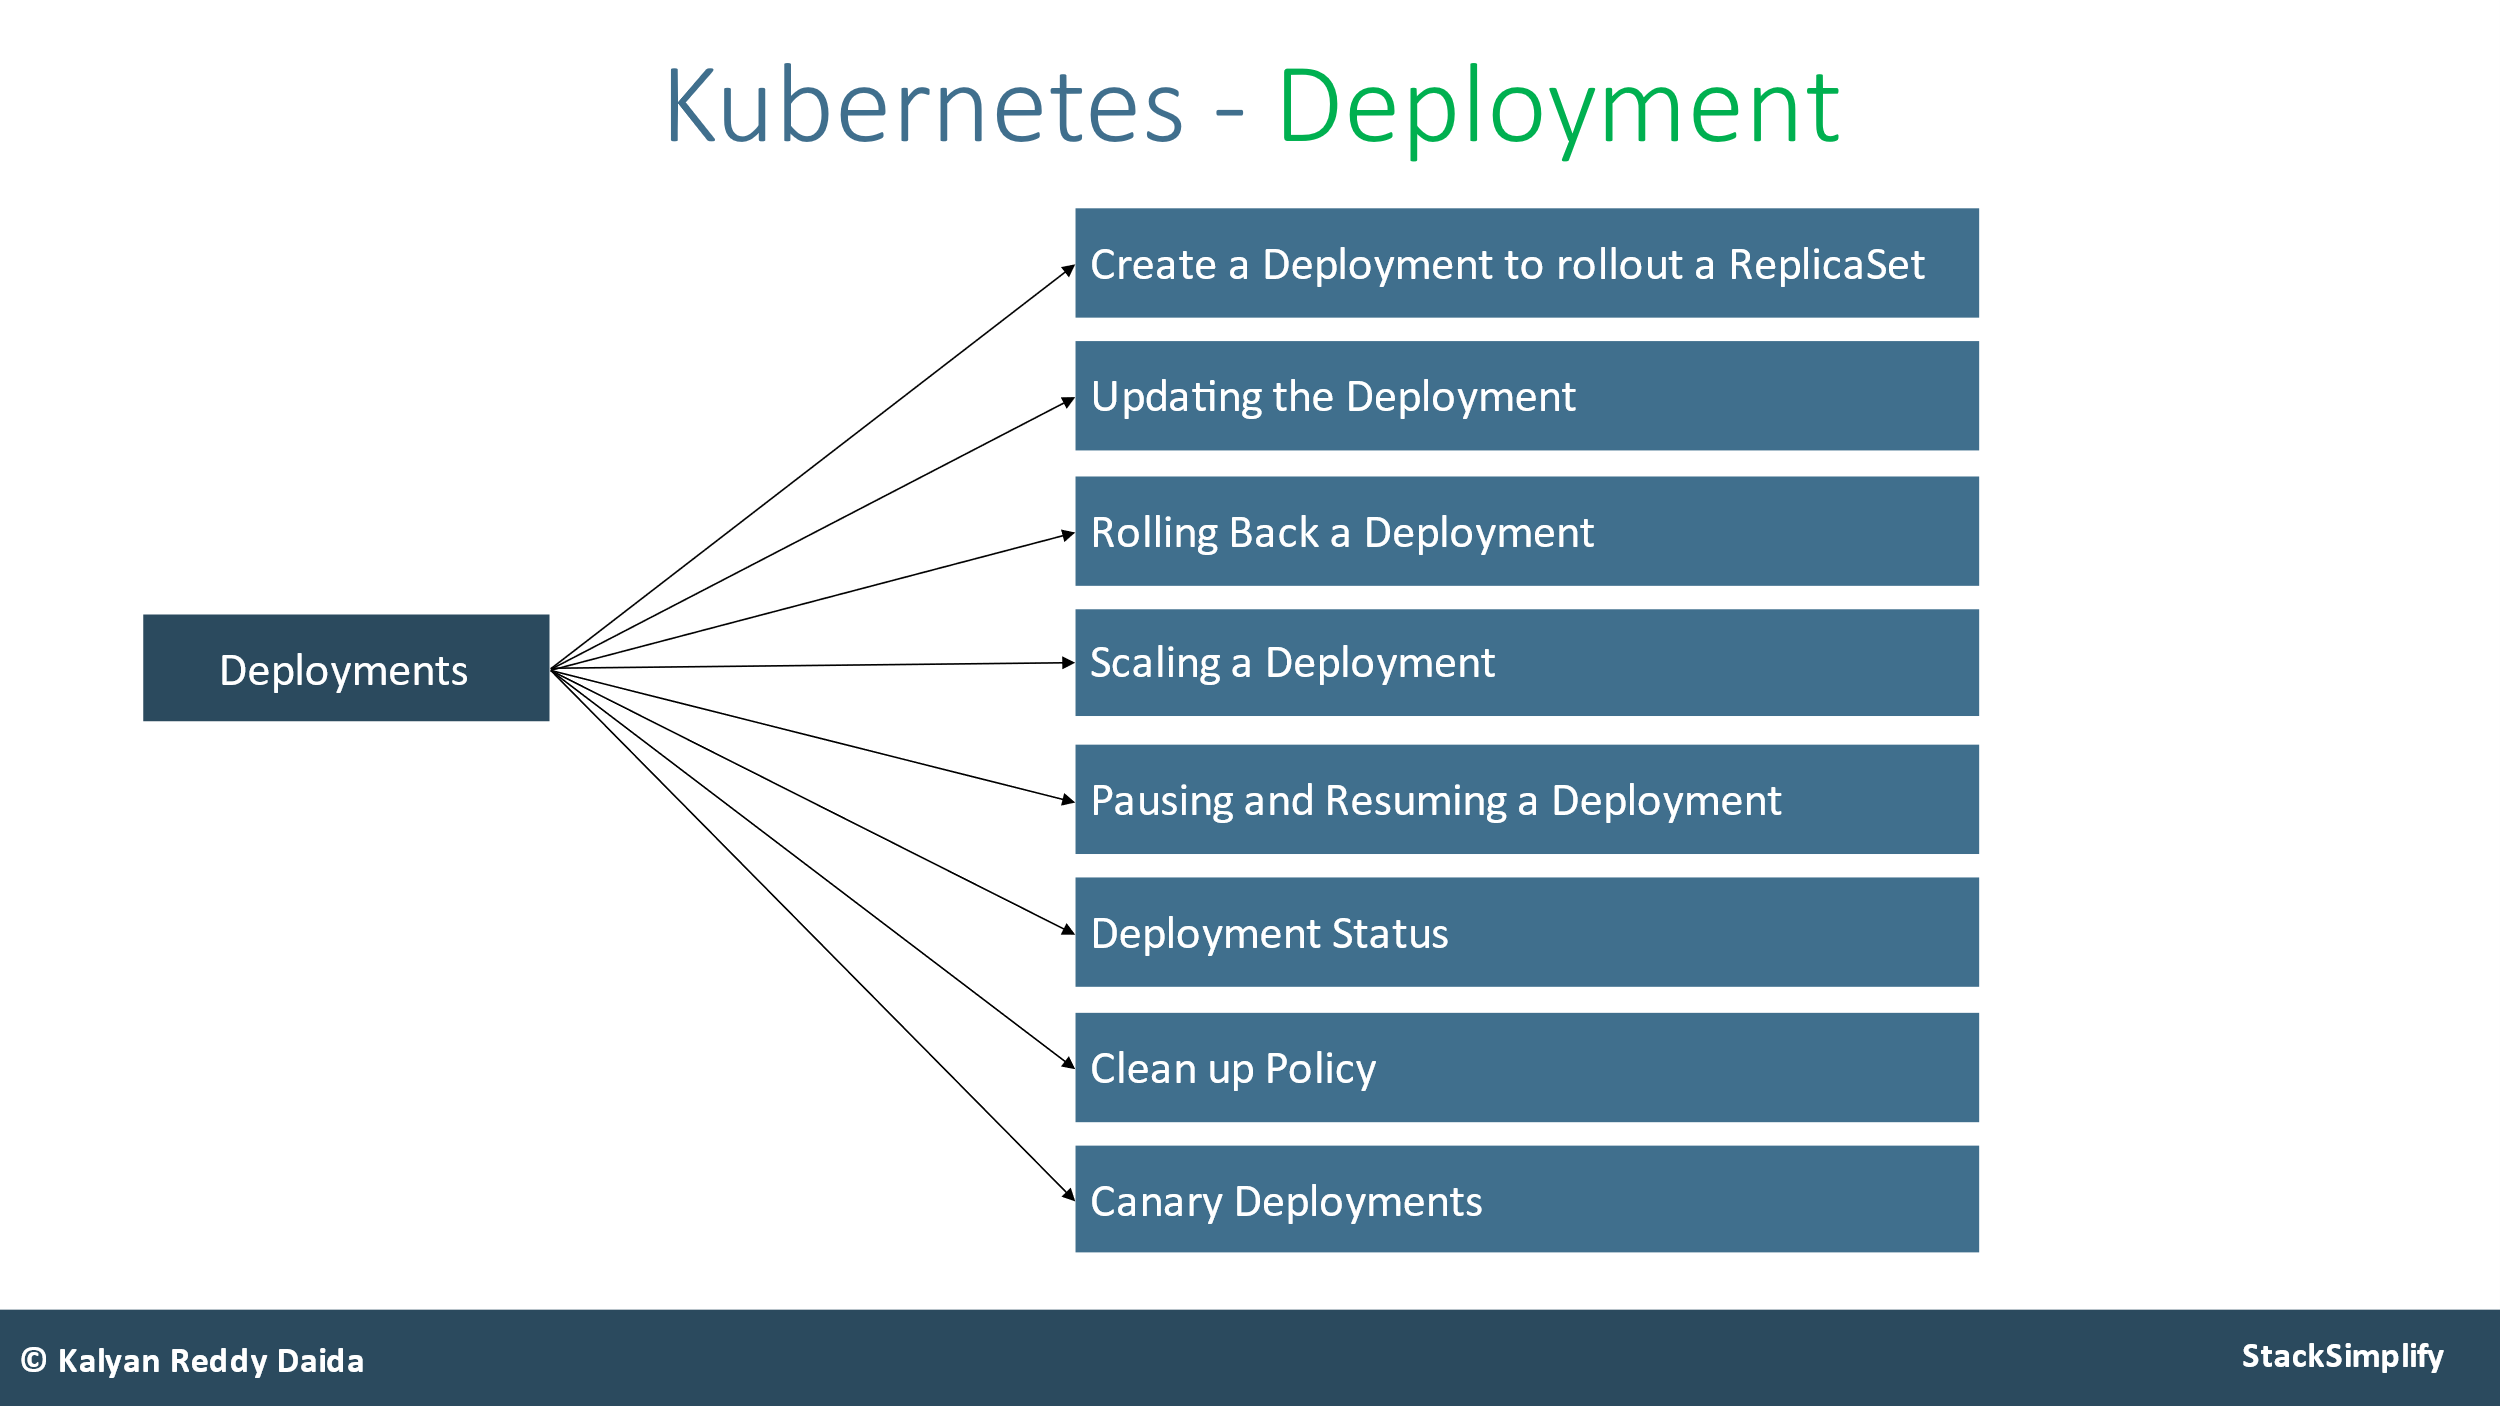 Kubernetes - Deployment
Create a Deployment to rollout a ReplicaSet
Updating the Deployment
Rolling Back a Deployment
Deployments
Scaling a Deployment
Pausing and Resuming a Deployment
Deployment Status
Clean up Policy
Canary Deployments
© Kalyan Reddy Daida
StackSimplify